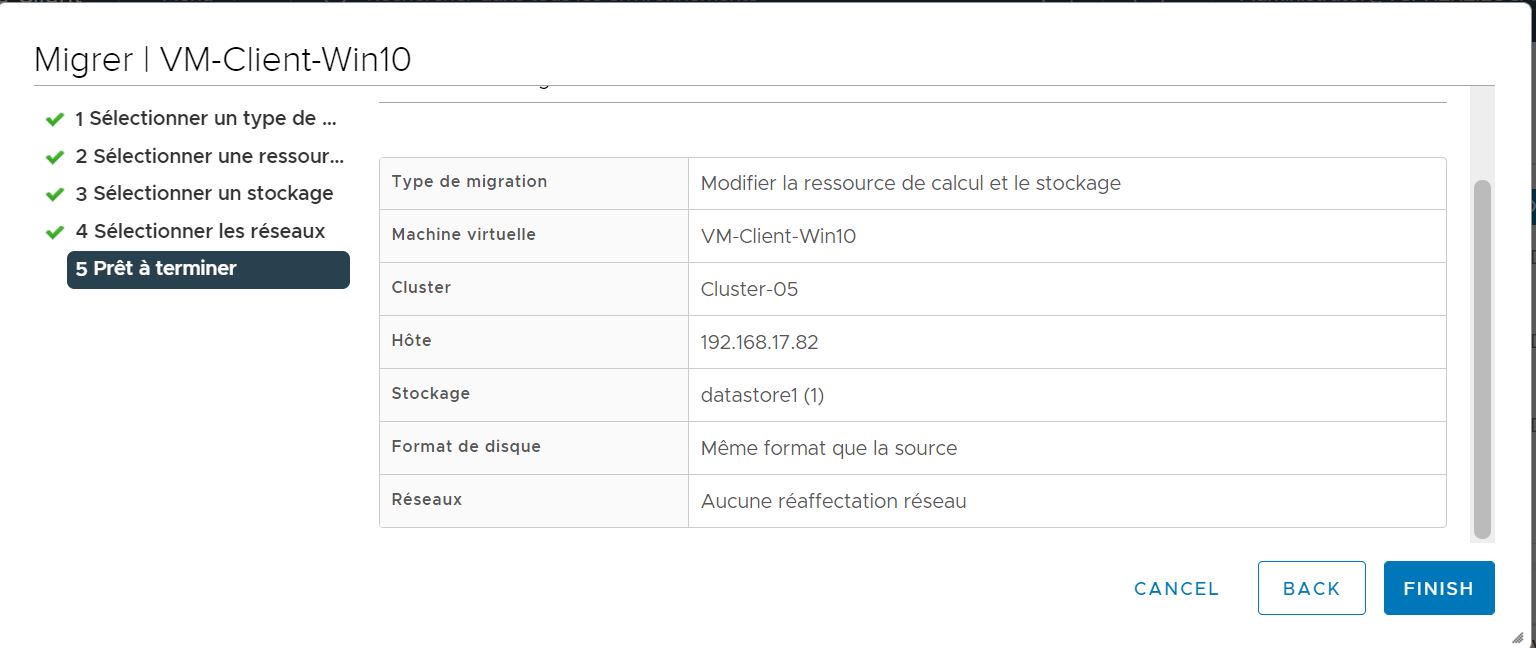 Migrer | VM-Client-Win10
1 Sélectionner un type de ...
2 Sélectionner une ressour...
3 Sélectionner un stockage
4 Sélectionner les réseaux
5 Prêt à terminer
Type de migration Modifier la ressource de calcul et le stockage
Machine virtuelle VM-Client-Win10
Cluster Cluster-05
Hôte 192.168.17.82
Stockage datastore1 (1)
Format de disque Même format que la source
Réseaux Aucune réaffectation réseau
CANCEL BACK FINISH